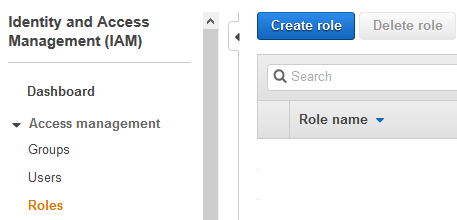 Identity and Access
Management (IAM)
Dashboard
Access management
Groups
Users
Roles
Create role
Delete role
Search
Role name